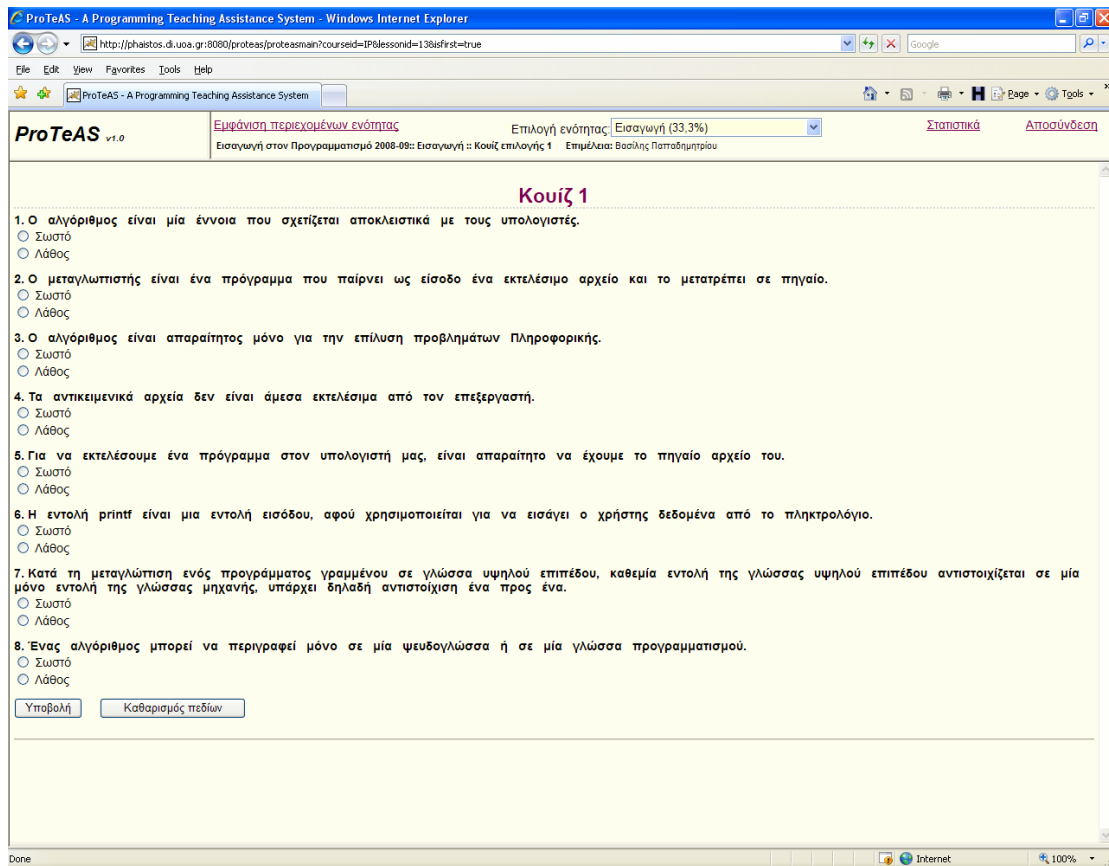 ProTeAS - A Programming Teaching Assistance System - Windows Internet Explorer
http://phaistos.di.uoa.gr:8080/proteas/proteasmain?courseid=IP&lessonid=13&isfirst=true
Google
File Edit View Favorites Tools Help
ProTeAS - A Programming Teaching Assistance System
Page Tools
ProTeAS v1.0
Εμφάνιση περιεχομένων ενότητας
Επιλογή ενότητας: Εισαγωγή (33,3%)
Στατιστικά
Αποσύνδεση
Εισαγωγή στον Προγραμματισμό 2008-09:: Εισαγωγή :: Κουίζ επιλογής 1 Επιμέλεια: Βασίλης Παπαδημητρίου
Κουίζ 1
1. Ο αλγόριθμος είναι μία έννοια που σχετίζεται αποκλειστικά με τους υπολογιστές.
Σωστό
Λάθος
2. Ο μεταγλωττιστής είναι ένα πρόγραμμα που παίρνει ως είσοδο ένα εκτελέσιμο αρχείο και το μετατρέπει σε πηγαίο.
Σωστό
Λάθος
3. Ο αλγόριθμος είναι απαραίτητος μόνο για την επίλυση προβλημάτων Πληροφορικής.
Σωστό
Λάθος
4. Τα αντικειμενικά αρχεία δεν είναι άμεσα εκτελέσιμα από τον επεξεργαστή.
Σωστό
Λάθος
5. Για να εκτελέσουμε ένα πρόγραμμα στον υπολογιστή μας, είναι απαραίτητο να έχουμε το πηγαίο αρχείο του.
Σωστό
Λάθος
6. Η εντολή printf είναι μια εντολή εισόδου, αφού χρησιμοποιείται για να εισάγει ο χρήστης δεδομένα από το πληκτρολόγιο.
Σωστό
Λάθος
7. Κατά τη μεταγλώττιση ενός προγράμματος γραμμένου σε γλώσσα υψηλού επιπέδου, καθεμία εντολή της γλώσσας υψηλού επιπέδου αντιστοιχίζεται σε μία
μόνο εντολή της γλώσσας μηχανής, υπάρχει δηλαδή αντιστοίχιση ένα προς ένα.
Σωστό
Λάθος
8. Ένας αλγόριθμος μπορεί να περιγραφεί μόνο σε μία ψευδογλώσσα ή σε μία γλώσσα προγραμματισμού.
Σωστό
Λάθος
Υποβολή Καθαρισμός πεδίων
Done
Internet
100%